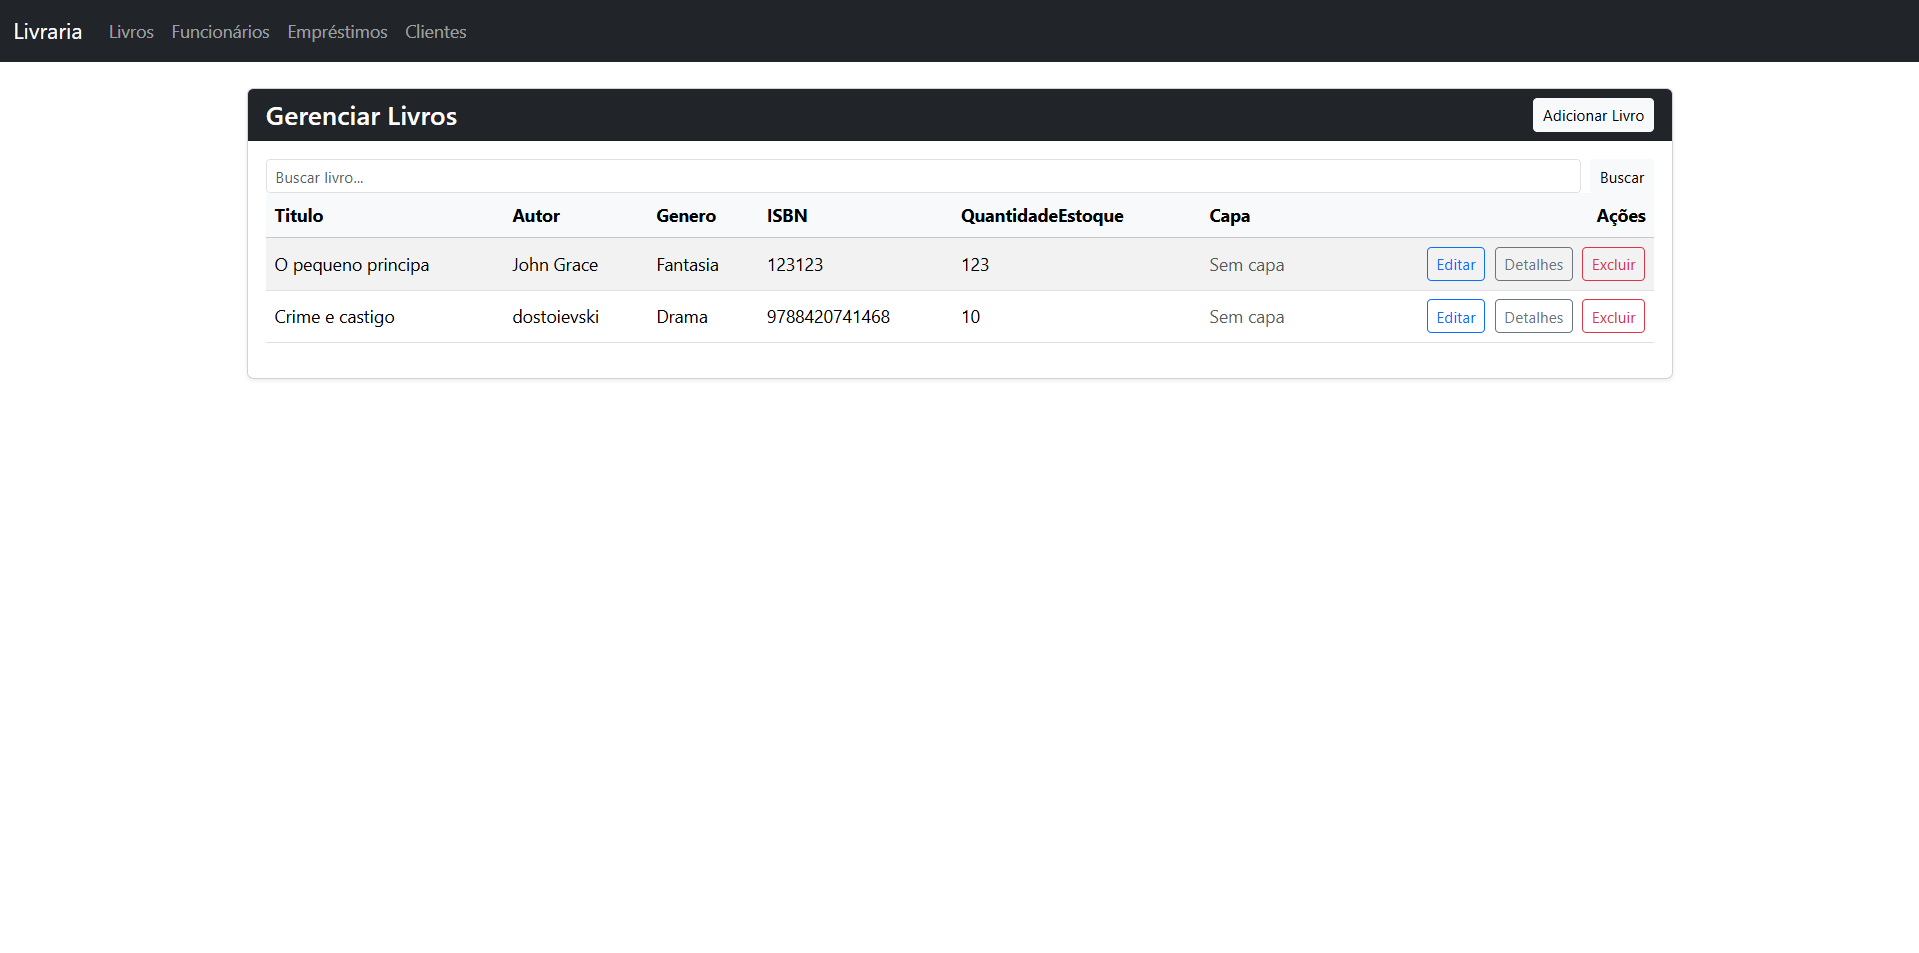 Livraria Livros Funcionários Empréstimos Clientes
Gerenciar Livros Adicionar Livro
Buscar livro... Buscar
Titulo Autor Genero ISBN QuantidadeEstoque Capa Ações
O pequeno principa John Grace Fantasia 123123 123 Sem capa Editar Detalhes Excluir
Crime e castigo dostoievski Drama 9788420741468 10 Sem capa Editar Detalhes Excluir